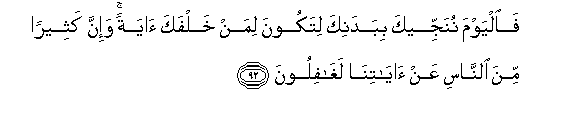 فَٱلْيَوْمَ نُنَجِّيكَ بِبَدَنِكَ لِتَكُونَ لِمَنْ خَلْفَكَ ءَايَةًۚ وَإِنَّ كَثِيرًا
مِّنَ ٱلنَّاسِ عَنْ ءَايَٰتِنَا لَغَٰفِلُونَ ٩٢